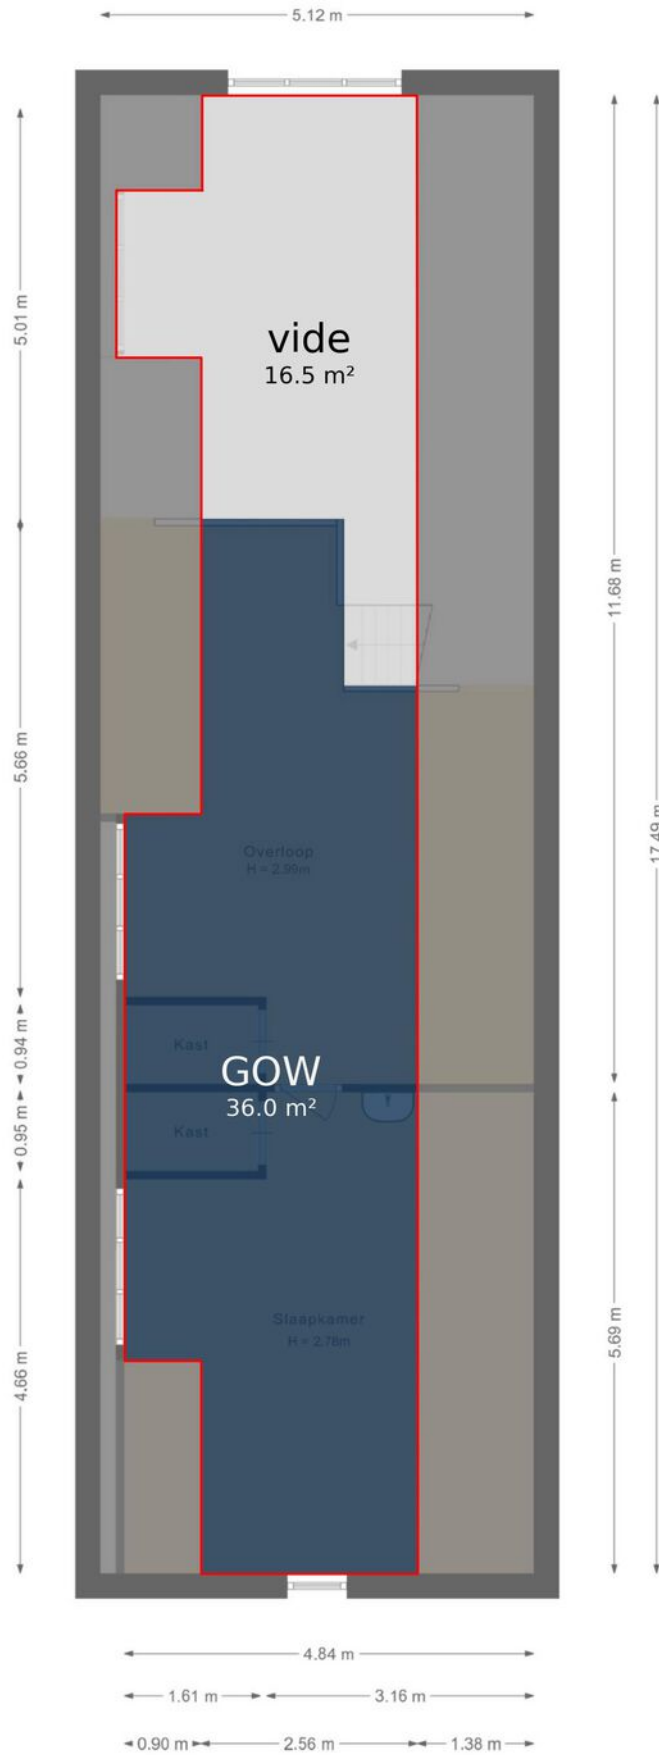 5.12 m
5.01 m
vide
16.5 m²
11.68 m
5.66 m
17.49 m
Overloop
H = 2.99m
0.94 m
Kast
GOW
36.0 m²
0.95 m
Kast
Slaapkamer
H = 2.78m
5.69 m
4.66 m
4.84 m
1.61 m
3.16 m
0.90 m
2.56 m
1.38 m